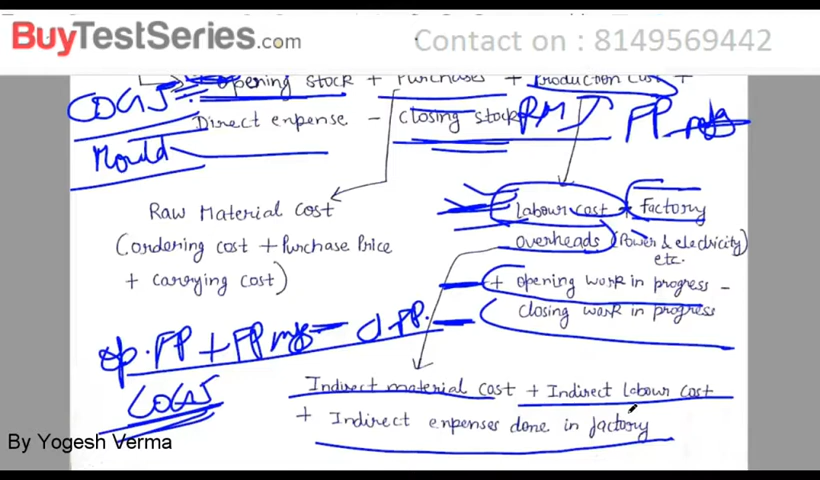 BuyTestSeries.com Contact on : 8149569442
opening stock + Purchases + Production cost +
COGS =
Direct expense - closing stock RMI FP mfg
Mould
Raw Material cost labour cost + factory
(ordering cost + Purchase Price overheads (Power & electricity)
etc.
+ carrying cost) + opening work in progress -
closing work in progress
op. FP + FP mfg - cl FP.
COGS
Indirect material cost + Indirect labour cost
+ Indirect expenses done in factory
By Yogesh Verma